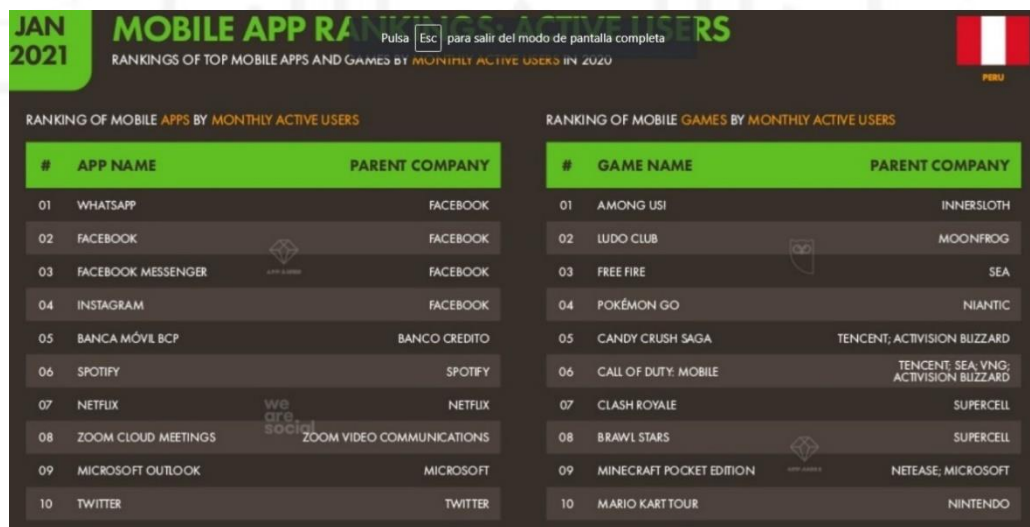 JAN
2021
MOBILE APP RANKINGS: ACTIVE USERS
Pulsa Esc para salir del modo de pantalla completa
RANKINGS OF TOP MOBILE APPS AND GAMES BY MONTHLY ACTIVE USERS IN 2020
PERU
RANKING OF MOBILE APPS BY MONTHLY ACTIVE USERS
# APP NAME PARENT COMPANY
01 WHATSAPP FACEBOOK
02 FACEBOOK FACEBOOK
03 FACEBOOK MESSENGER FACEBOOK
04 INSTAGRAM FACEBOOK
05 BANCA MÓVIL BCP BANCO CREDITO
06 SPOTIFY SPOTIFY
07 NETFLIX NETFLIX
08 ZOOM CLOUD MEETINGS ZOOM VIDEO COMMUNICATIONS
09 MICROSOFT OUTLOOK MICROSOFT
10 TWITTER TWITTER
APP ANNIE
we
are
social
RANKING OF MOBILE GAMES BY MONTHLY ACTIVE USERS
# GAME NAME PARENT COMPANY
01 AMONG US! INNERSLOTH
02 LUDO CLUB MOONFROG
03 FREE FIRE SEA
04 POKÉMON GO NIANTIC
05 CANDY CRUSH SAGA TENCENT; ACTIVISION BLIZZARD
06 CALL OF DUTY: MOBILE TENCENT; SEA; VNG;
ACTIVISION BLIZZARD
07 CLASH ROYALE SUPERCELL
08 BRAWL STARS SUPERCELL
09 MINECRAFT POCKET EDITION NETEASE; MICROSOFT
10 MARIO KART TOUR NINTENDO
APP ANNIE